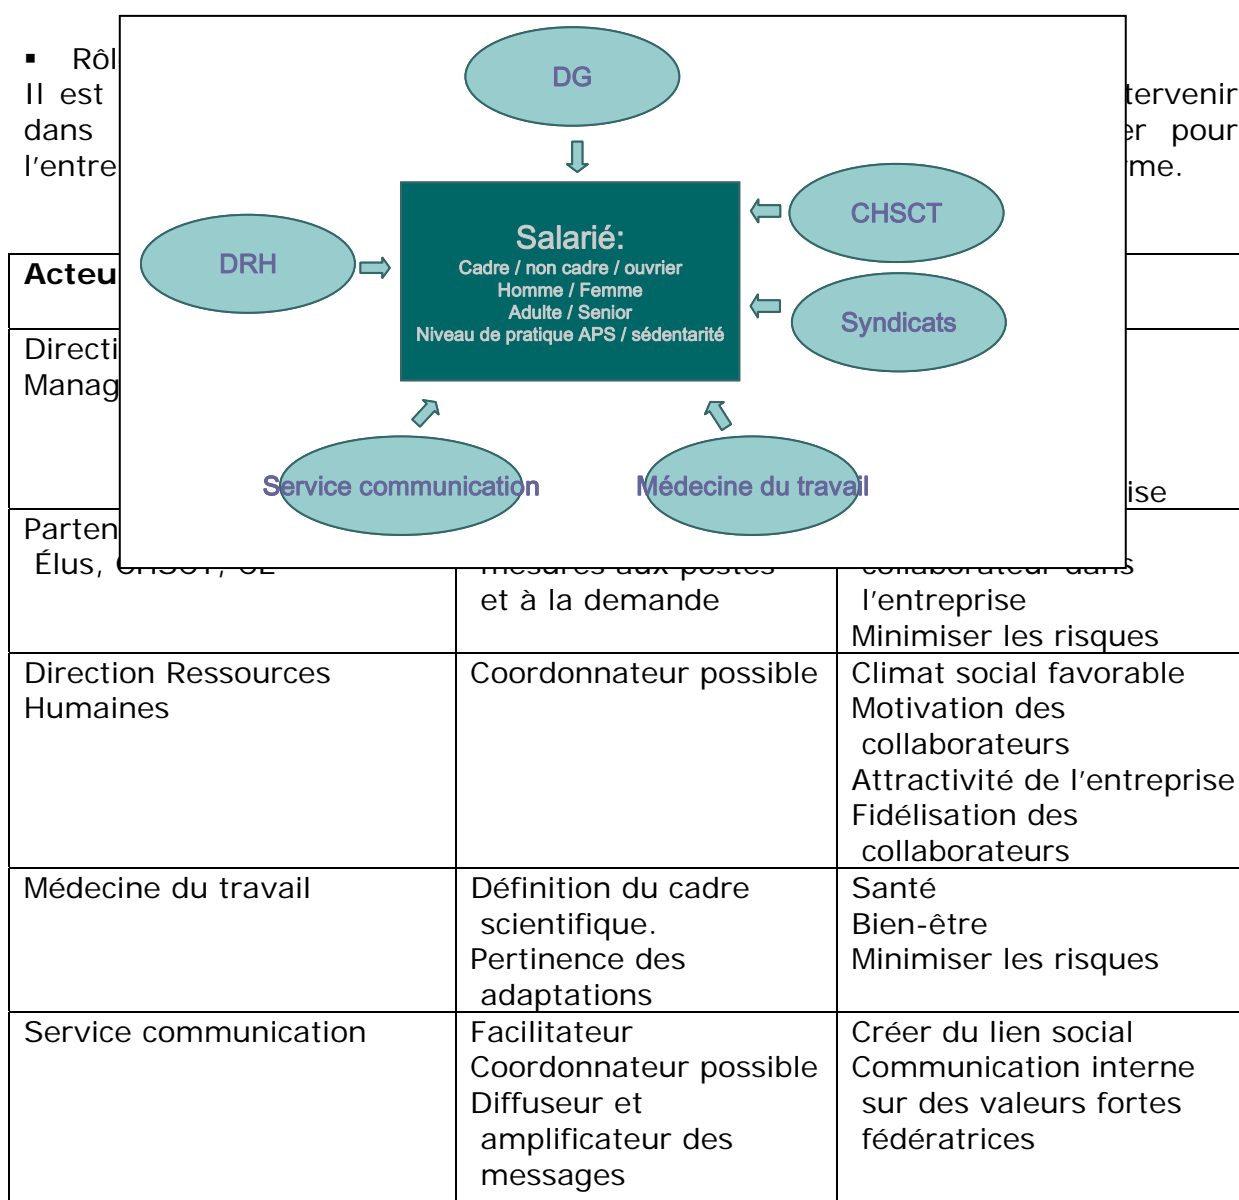 ▪ Rôl
Il est
tervenir
dans
er pour
l'entre
rme.
DG
CHSCT
DRH
Salarié:
Cadre / non cadre / ouvrier
Homme / Femme
Adulte / Senior
Niveau de pratique APS / sédentarité
Syndicats
Service communication
Médecine du travail
Acteu
Directi
Manag
ise
Parten
Élus,
et à la demande
l'entreprise
Minimiser les risques
Direction Ressources
Humaines
Coordonnateur possible
Climat social favorable
Motivation des
collaborateurs
Attractivité de l'entreprise
Fidélisation des
collaborateurs
Médecine du travail
Définition du cadre
scientifique.
Pertinence des
adaptations
Santé
Bien-être
Minimiser les risques
Service communication
Facilitateur
Coordonnateur possible
Diffuseur et
amplificateur des
messages
Créer du lien social
Communication interne
sur des valeurs fortes
fédératrices